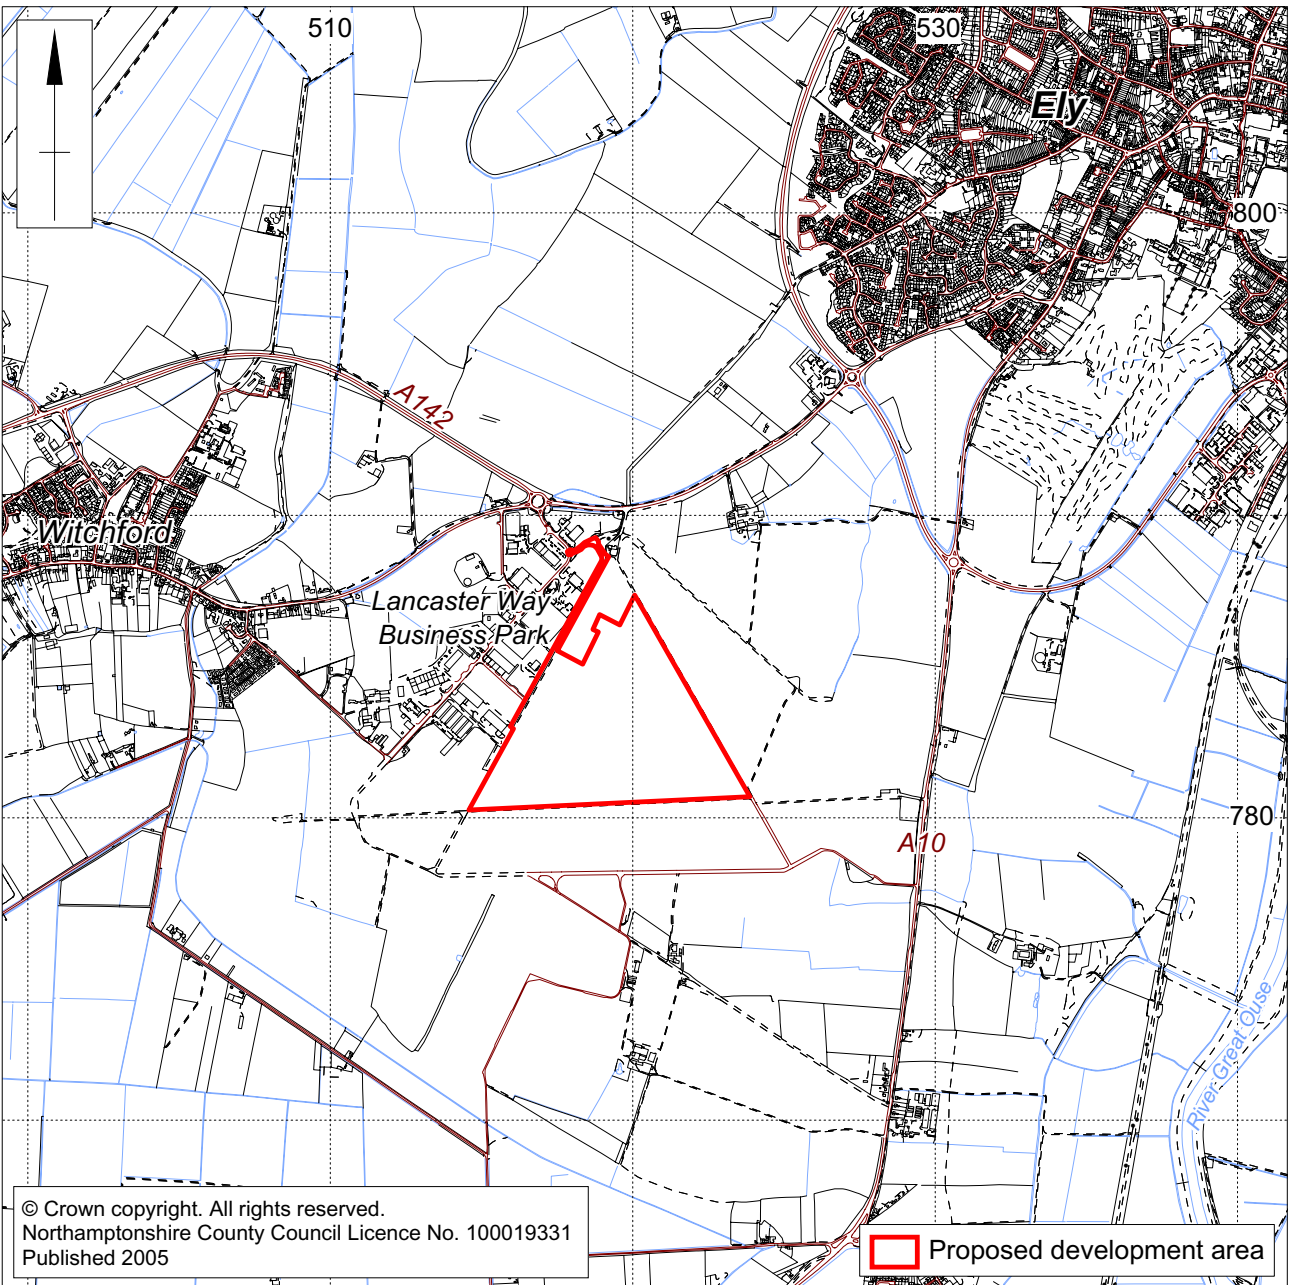 510
530
Ely
800
A142
Witchford
Lancaster Way
Business Park
780
A10
River Great Ouse
© Crown copyright. All rights reserved.
Northamptonshire County Council Licence No. 100019331
Published 2005
Proposed development area